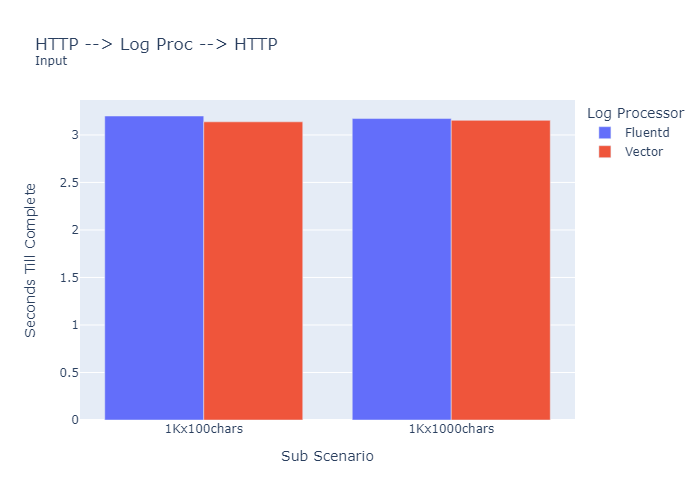 HTTP --> Log Proc --> HTTP
Input
Log Processor
Fluentd
Vector
Seconds Till Complete
3
2.5
2
1.5
1
0.5
0
1Kx100chars
1Kx1000chars
Sub Scenario